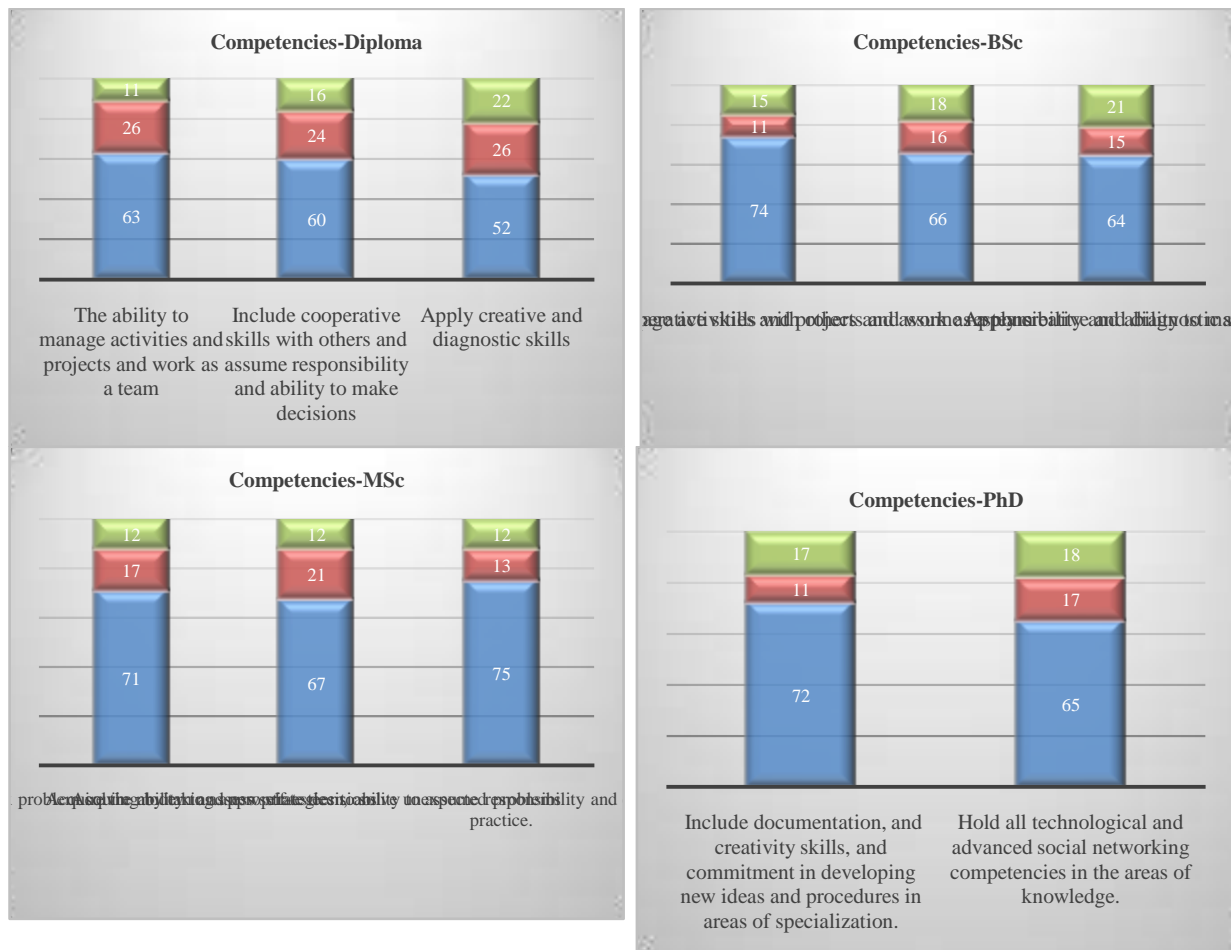 Competencies-Diploma
11
16
22
26
24
26
63
60
52
The ability to
manage activities and
projects and work as
a team
Include cooperative
skills with others and
assume responsibility
and ability to make
decisions
Apply creative and
diagnostic skills
Competencies-BSc
15
18
21
11
16
15
74
66
64
Competencies-MSc
12
12
12
17
21
13
71
67
75
responsibility and
practice.
Competencies-PhD
17
18
11
17
72
65
Include documentation, and
creativity skills, and
commitment in developing
new ideas and procedures in
areas of specialization.
Hold all technological and
advanced social networking
competencies in the areas of
knowledge.